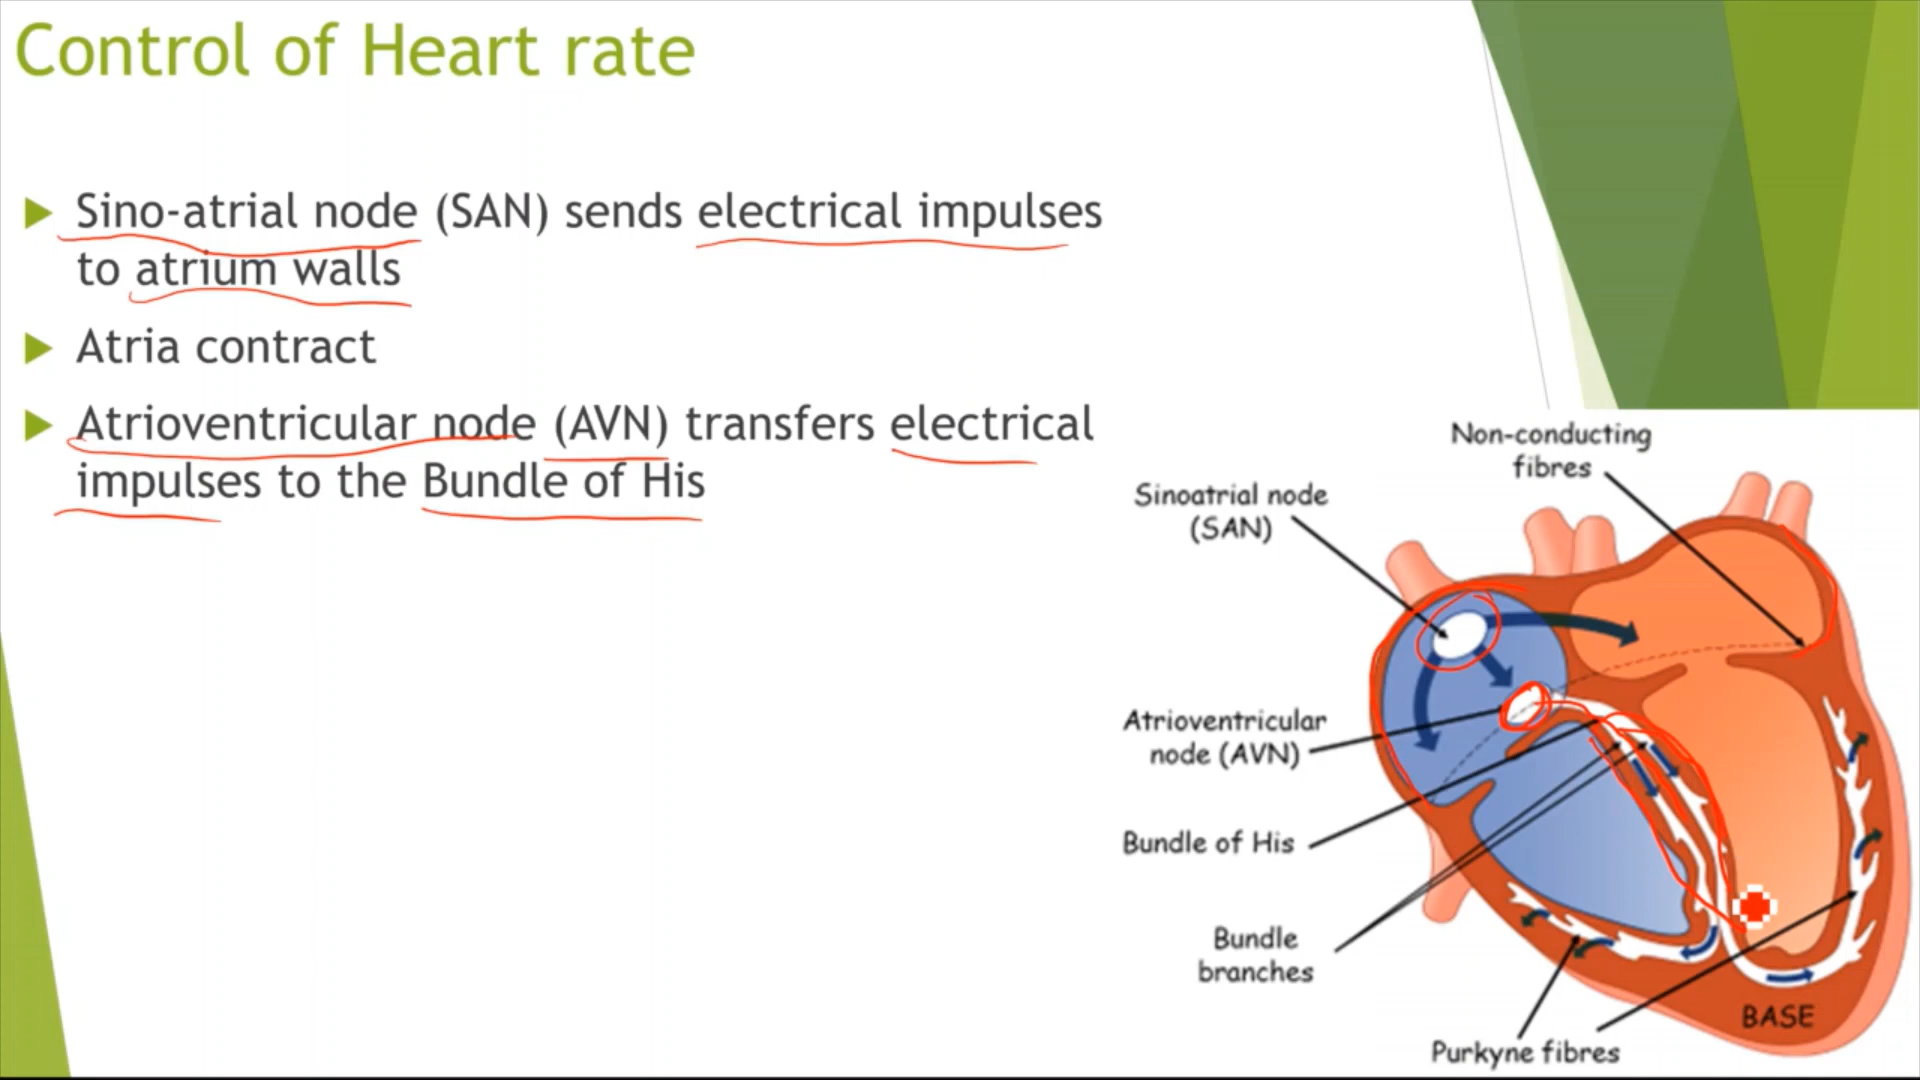 Control of Heart rate
Sino-atrial node (SAN) sends electrical impulses
to atrium walls
Atria contract
Atrioventricular node (AVN) transfers electrical
impulses to the Bundle of His
Non-conducting
fibres
Sinoatrial node
(SAN)
Atrioventricular
node (AVN)
Bundle of His
Bundle
branches
BASE
Purkyne fibres